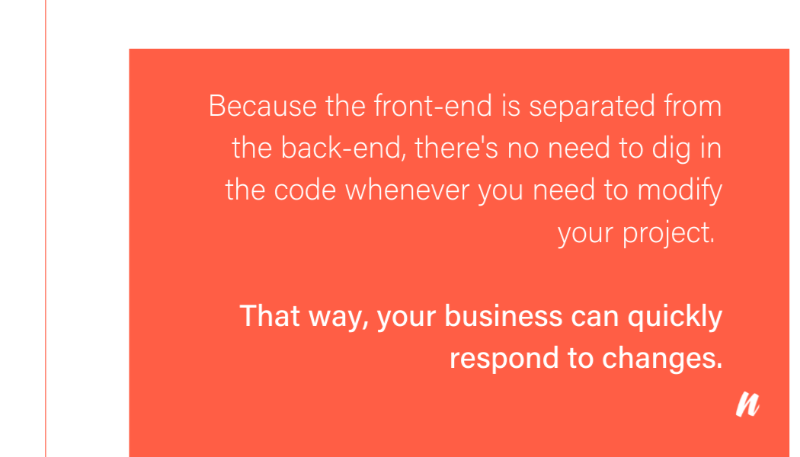 Because the front-end is separated from
the back-end, there's no need to dig in
the code whenever you need to modify
your project.
That way, your business can quickly
respond to changes.
n